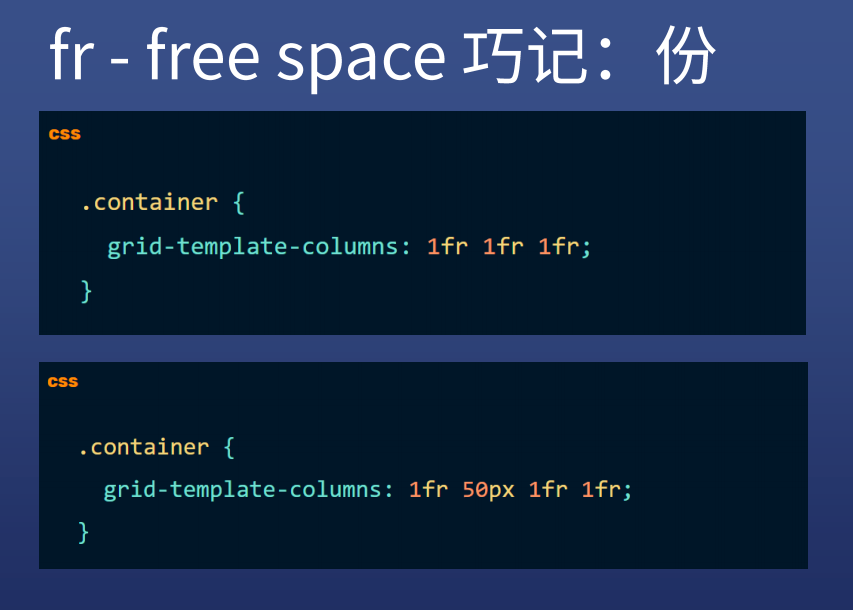 fr - free space 巧记：份
css
.container {
grid-template-columns: 1fr 1fr 1fr;
}
css
.container {
grid-template-columns: 1fr 50px 1fr 1fr;
}